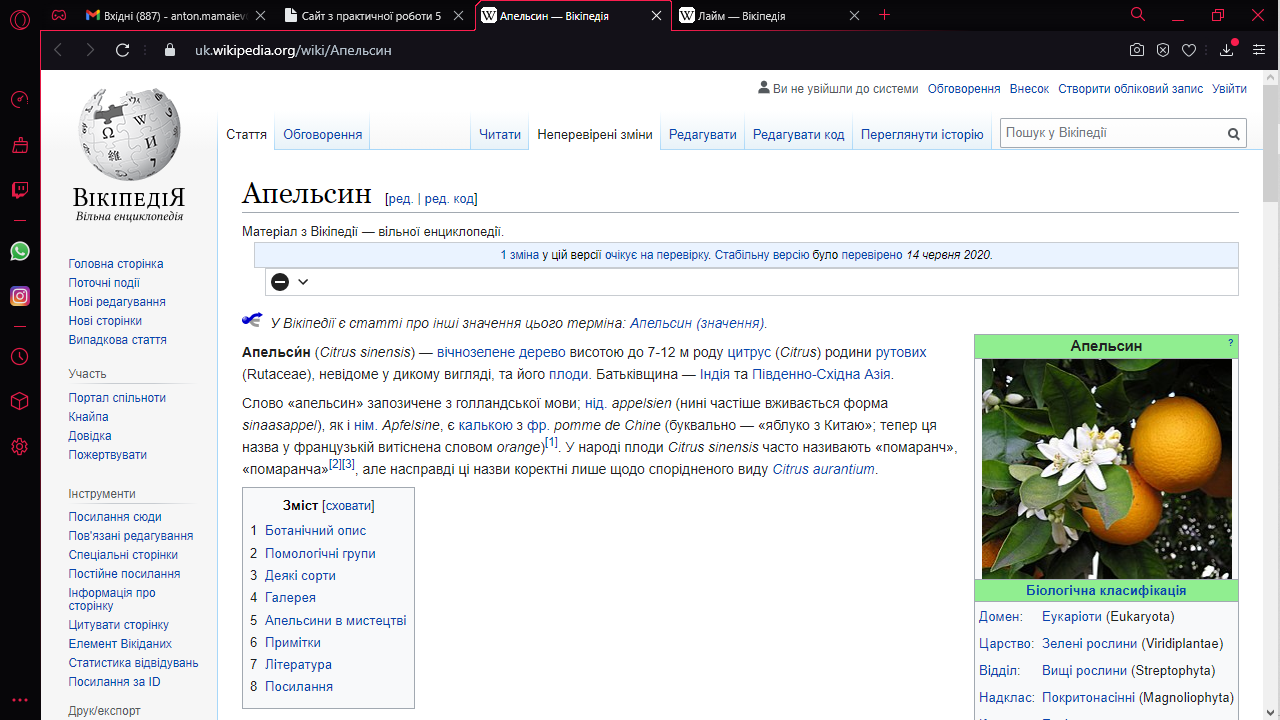 Вхідні (887) - anton.mamaiev
Сайт з практичної роботи 5
Апельсин — Вікіпедія
Лайм — Вікіпедія
uk.wikipedia.org/wiki/Апельсин
Ви не увійшли до системи Обговорення Внесок Створити обліковий запис Увійти
Стаття Обговорення Читати Неперевірені зміни Редагувати Редагувати код Переглянути історію
Пошук у Вікіпедії
ВІКІПЕДІЯ
Вільна енциклопедія
Головна сторінка
Поточні події
Нові редагування
Нові сторінки
Випадкова стаття
Участь
Портал спільноти
Кнайпа
Довідка
Пожертвувати
Інструменти
Посилання сюди
Пов'язані редагування
Спеціальні сторінки
Постійне посилання
Інформація про
сторінку
Цитувати сторінку
Елемент Вікіданих
Статистика відвідувань
Посилання за ID
Друк/експорт
Апельсин [ред. | ред. код]
Матеріал з Вікіпедії — вільної енциклопедії.
1 зміна у цій версії очікує на перевірку. Стабільну версію було перевірено 14 червня 2020.
У Вікіпедії є статті про інші значення цього терміна: Апельсин (значення).
Апельси́н (Citrus sinensis) — вічнозелене дерево висотою до 7-12 м роду цитрус (Citrus) родини рутових
(Rutaceae), невідоме у дикому вигляді, та його плоди. Батьківщина — Індія та Південно-Східна Азія.
Слово «апельсин» запозичене з голландської мови; нід. appelsien (нині частіше вживається форма
sinaasappel), як і нім. Apfelsine, є калькою з фр. pomme de Chine (буквально — «яблуко з Китаю»; тепер ця
назва у французькій витіснена словом orange)[1]. У народі плоди Citrus sinensis часто називають «помаранч»,
«помаранча»[2][3], але насправді ці назви коректні лише щодо спорідненого виду Citrus aurantium.
Зміст [сховати]
1 Ботанічний опис
2 Помологічні групи
3 Деякі сорти
4 Галерея
5 Апельсини в мистецтві
6 Примітки
7 Література
8 Посилання
Апельсин ?
Біологічна класифікація
Домен: Еукаріоти (Eukaryota)
Царство: Зелені рослини (Viridiplantae)
Відділ: Вищі рослини (Streptophyta)
Надклас: Покритонасінні (Magnoliophyta)